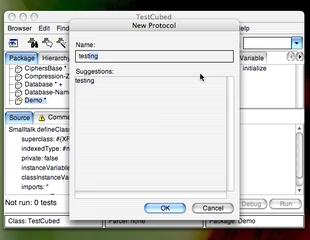 TestCubed
New Protocol
Browser Edit Find
Name:
testing
Suggestions:
testing
Package Hierarchy
Variable
CiphersBase *
Compression-Z
Database * +
Database-Nam
Demo *
initialize
Source Comme
Smalltalk defineClas
superclass: #{XP
indexedType: #n
private: false
instanceVariable
classInstanceVa
imports: "
Not run: 0 tests
OK Cancel
Debug Run
Class: TestCubed Parcel: none Package: Demo